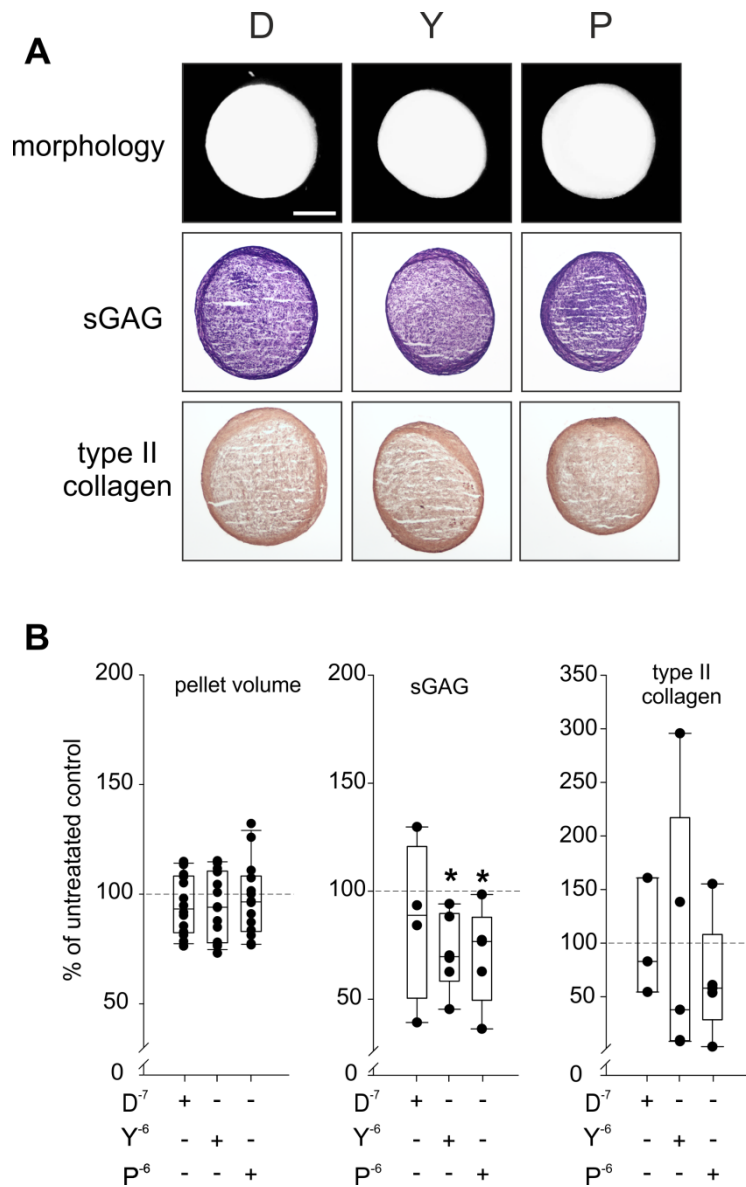 D Y P
A
morphology
sGAG
type II
collagen
B
% of untreatated control
200
150
100
50
0
pellet volume
200
150
100
50
0
sGAG
* *
350
300
250
200
150
100
50
0
type II
collagen
D-7 + - - + - - + - -
Y-6 - + - - + - - + -
P-6 - - + - - + - - +
D-7
P-6
Y-6
D-7
Y-6
P-6